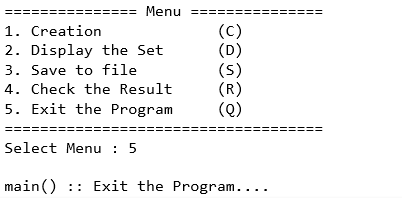 =============== Menu ===============
1. Creation (C)
2. Display the Set (D)
3. Save to file (S)
4. Check the Result (R)
5. Exit the Program (Q)
====================================
Select Menu : 5
main() :: Exit the Program....